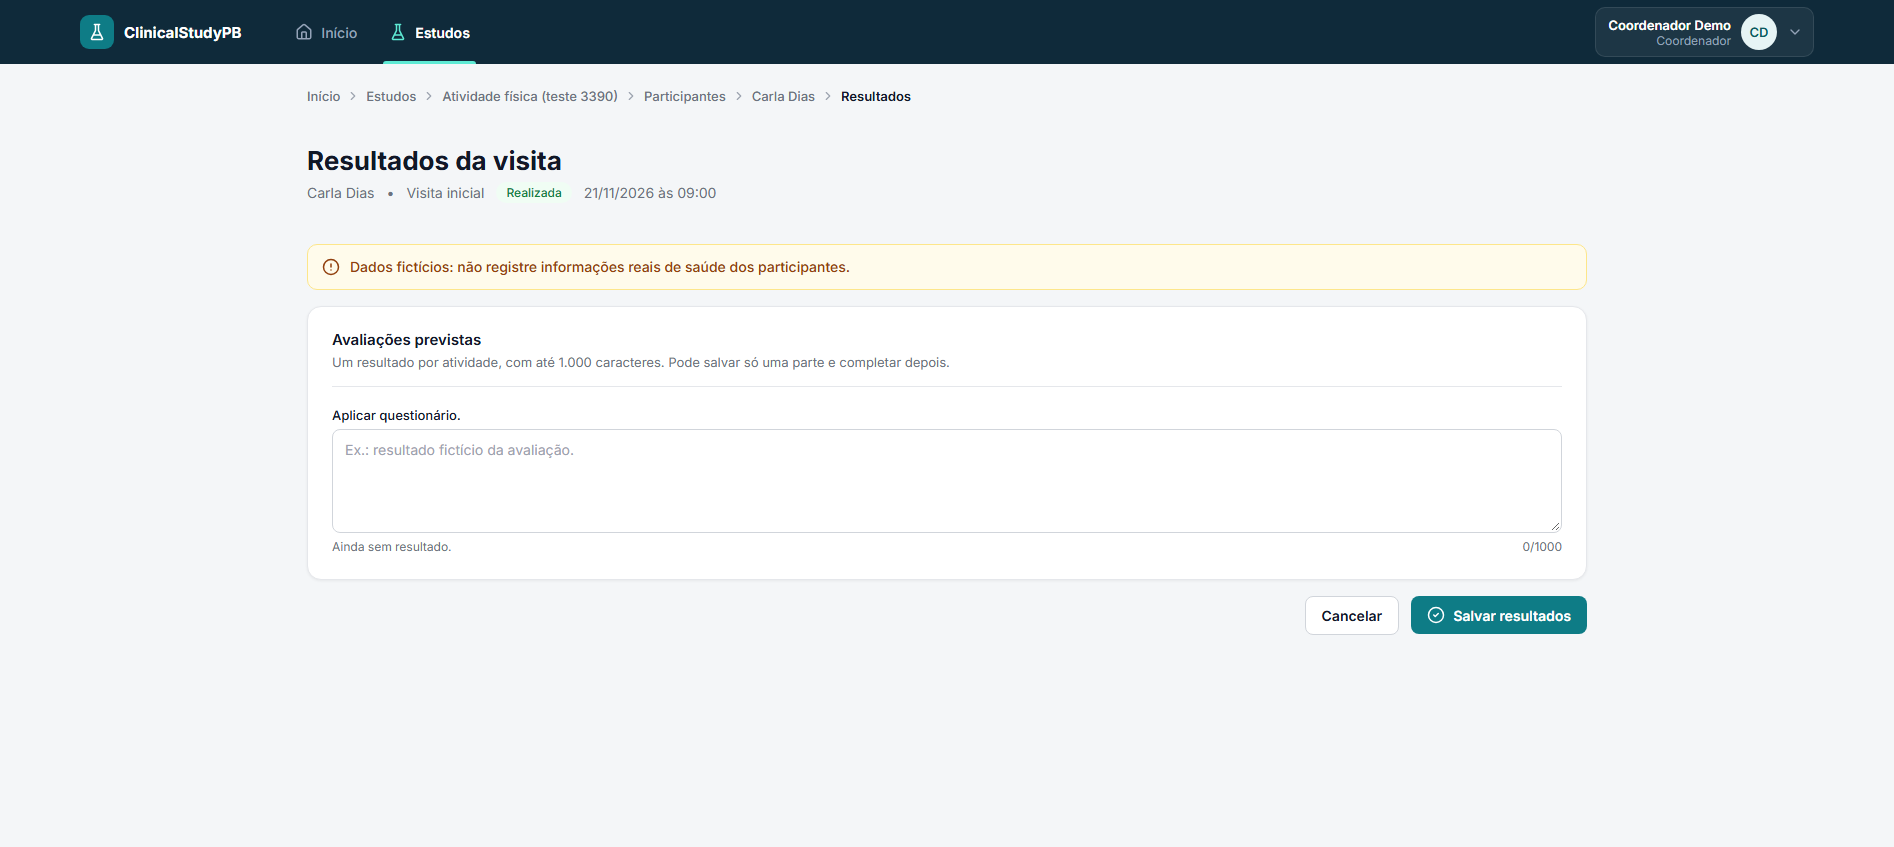 ClinicalStudyPB
Início
Estudos
Coordenador Demo
Coordenador
CD
Início > Estudos > Atividade física (teste 3390) > Participantes > Carla Dias > Resultados
Resultados da visita
Carla Dias • Visita inicial Realizada 21/11/2026 às 09:00
Dados fictícios: não registre informações reais de saúde dos participantes.
Avaliações previstas
Um resultado por atividade, com até 1.000 caracteres. Pode salvar só uma parte e completar depois.
Aplicar questionário.
Ex.: resultado fictício da avaliação.
Ainda sem resultado.
0/1000
Cancelar
Salvar resultados